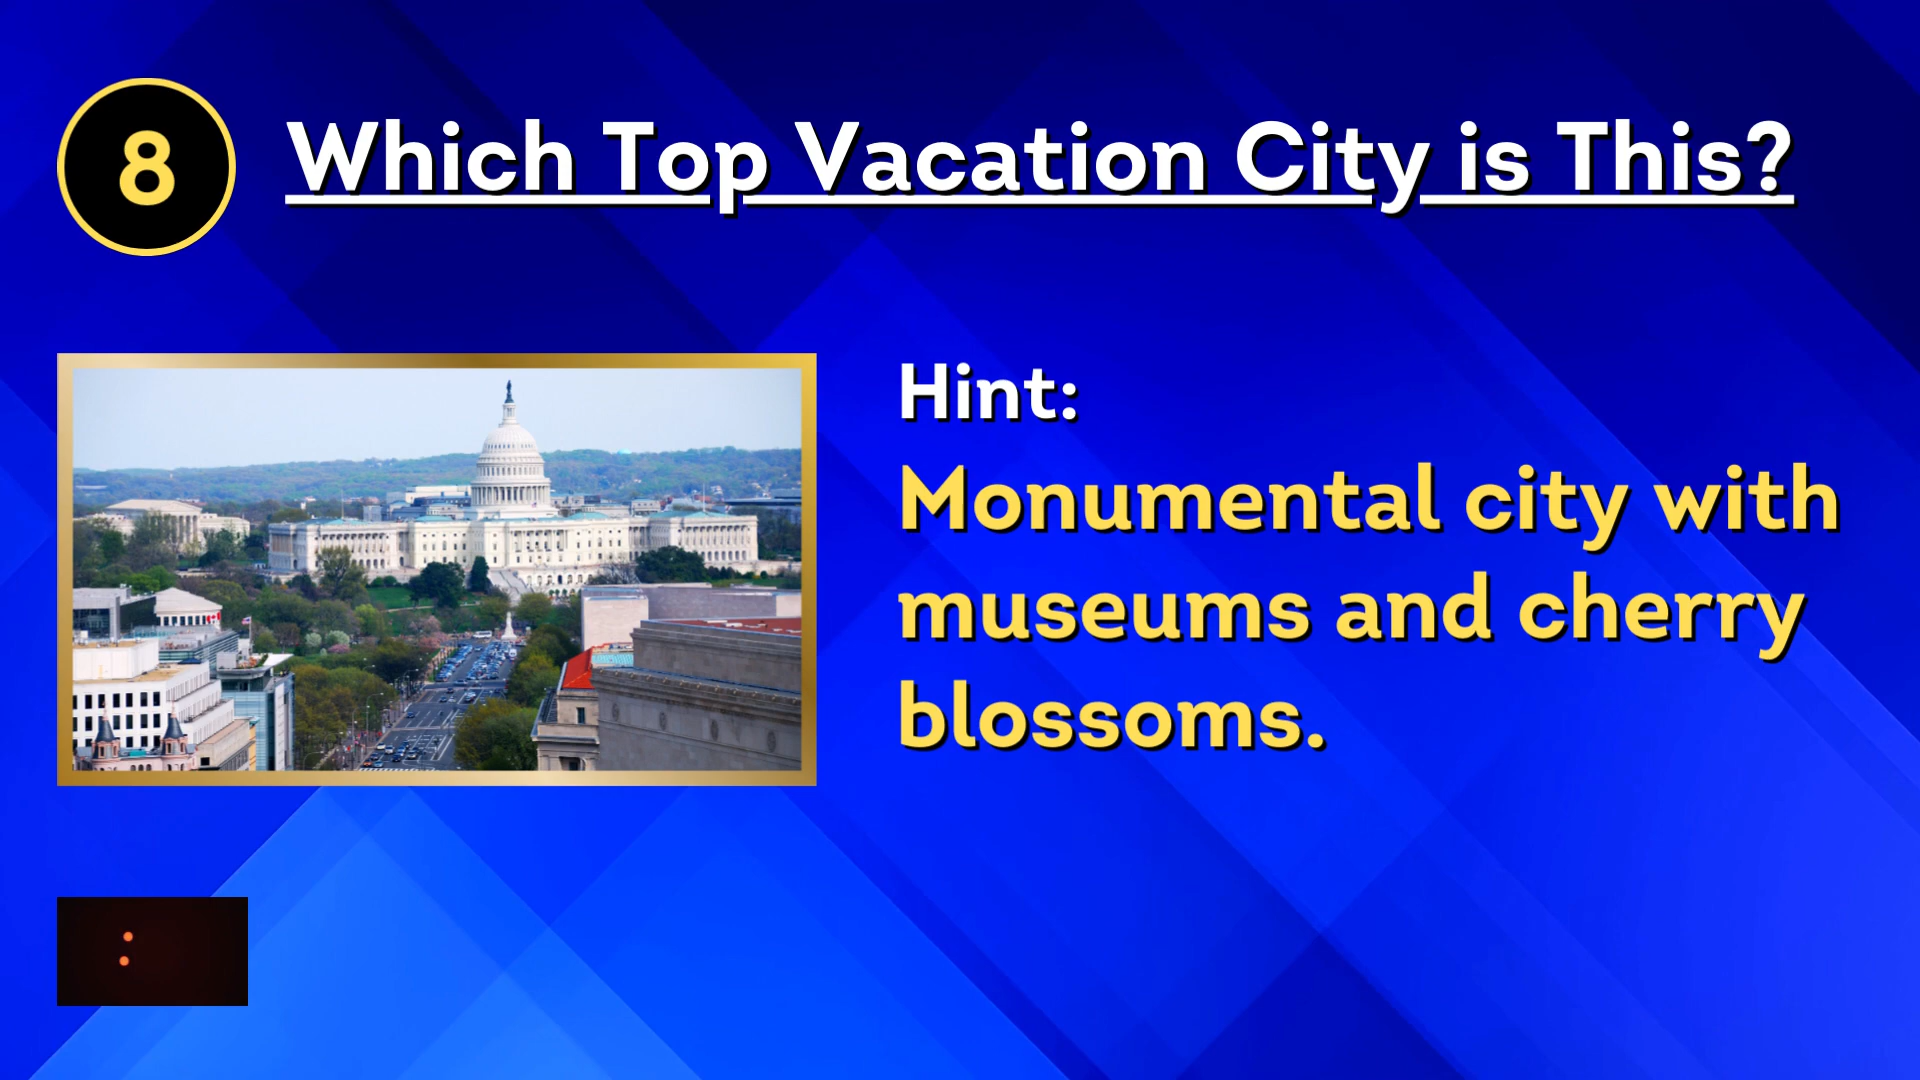 8
Which Top Vacation City is This?
Hint:
Monumental city with
museums and cherry
blossoms.
: